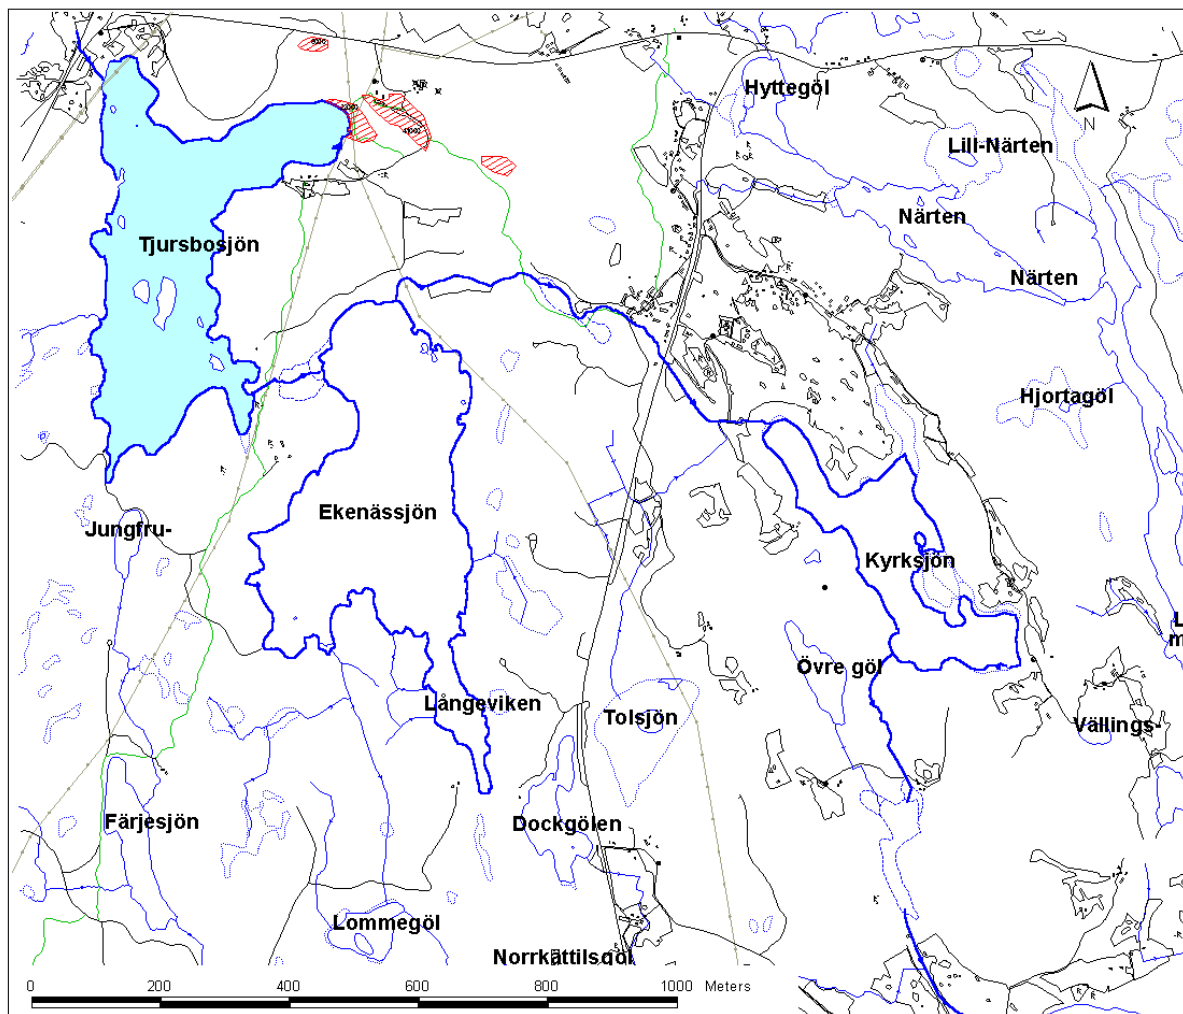 Hyttegöl
N
Lill-Närten
Närten
Tjursbosjön
Närten
Hjortagöl
Ekenässjön
Jungfru-
Kyrksjön
L
m
Övre göl
Långeviken
Tolsjön
Vällings-
Färjesjön
Dockgölen
Lommegöl
Norrkättilsgöl
0 200 400 600 800 1000 Meters